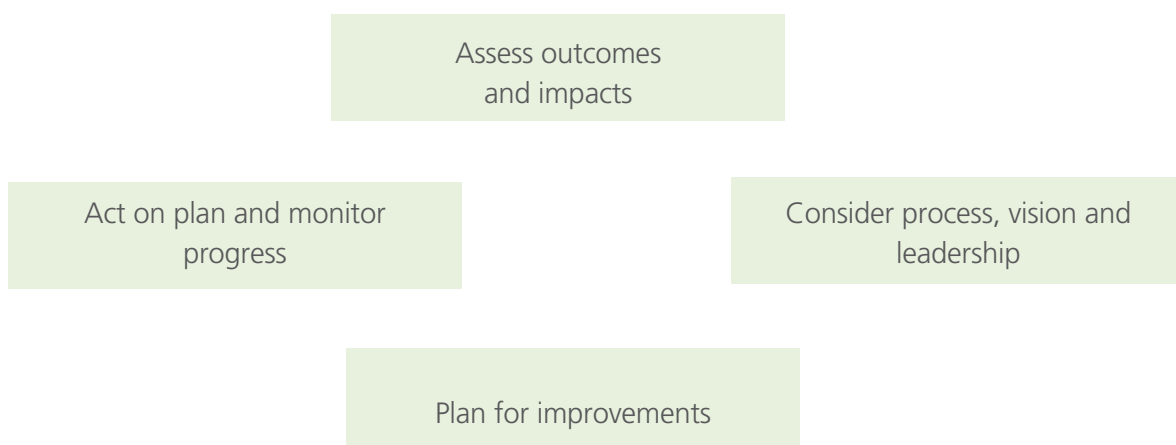 Assess outcomes
and impacts
Act on plan and monitor
progress
Consider process, vision and
leadership
Plan for improvements